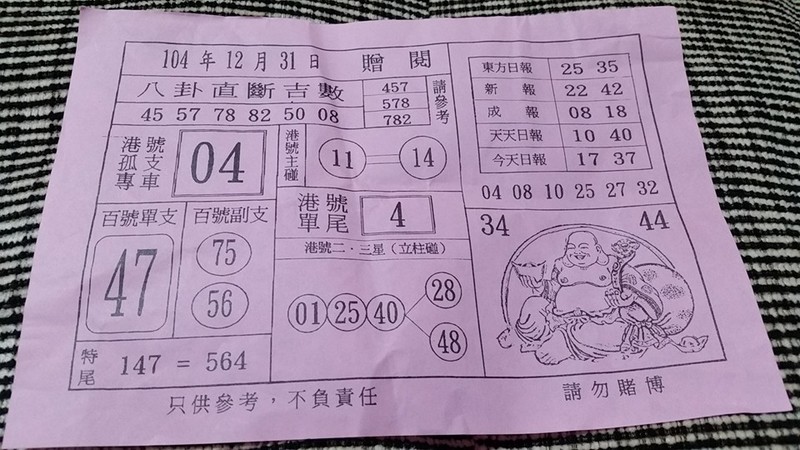 104 年 12 月 31 日 贈 閱
八卦直斷吉數
45 57 78 82 50 08
457
578
782
請參考
港號
孤支
專車
04
港號主碰
11 14
港號
單尾
4
百號單支
47
百號副支
75
56
港號二．三星（立柱碰）
01 25 40
28
48
特尾
147 = 564
東方日報 25 35
新 報 22 42
成 報 08 18
天天日報 10 40
今天日報 17 37
04 08 10 25 27 32
34 44
只供參考，不負責任
請勿賭博